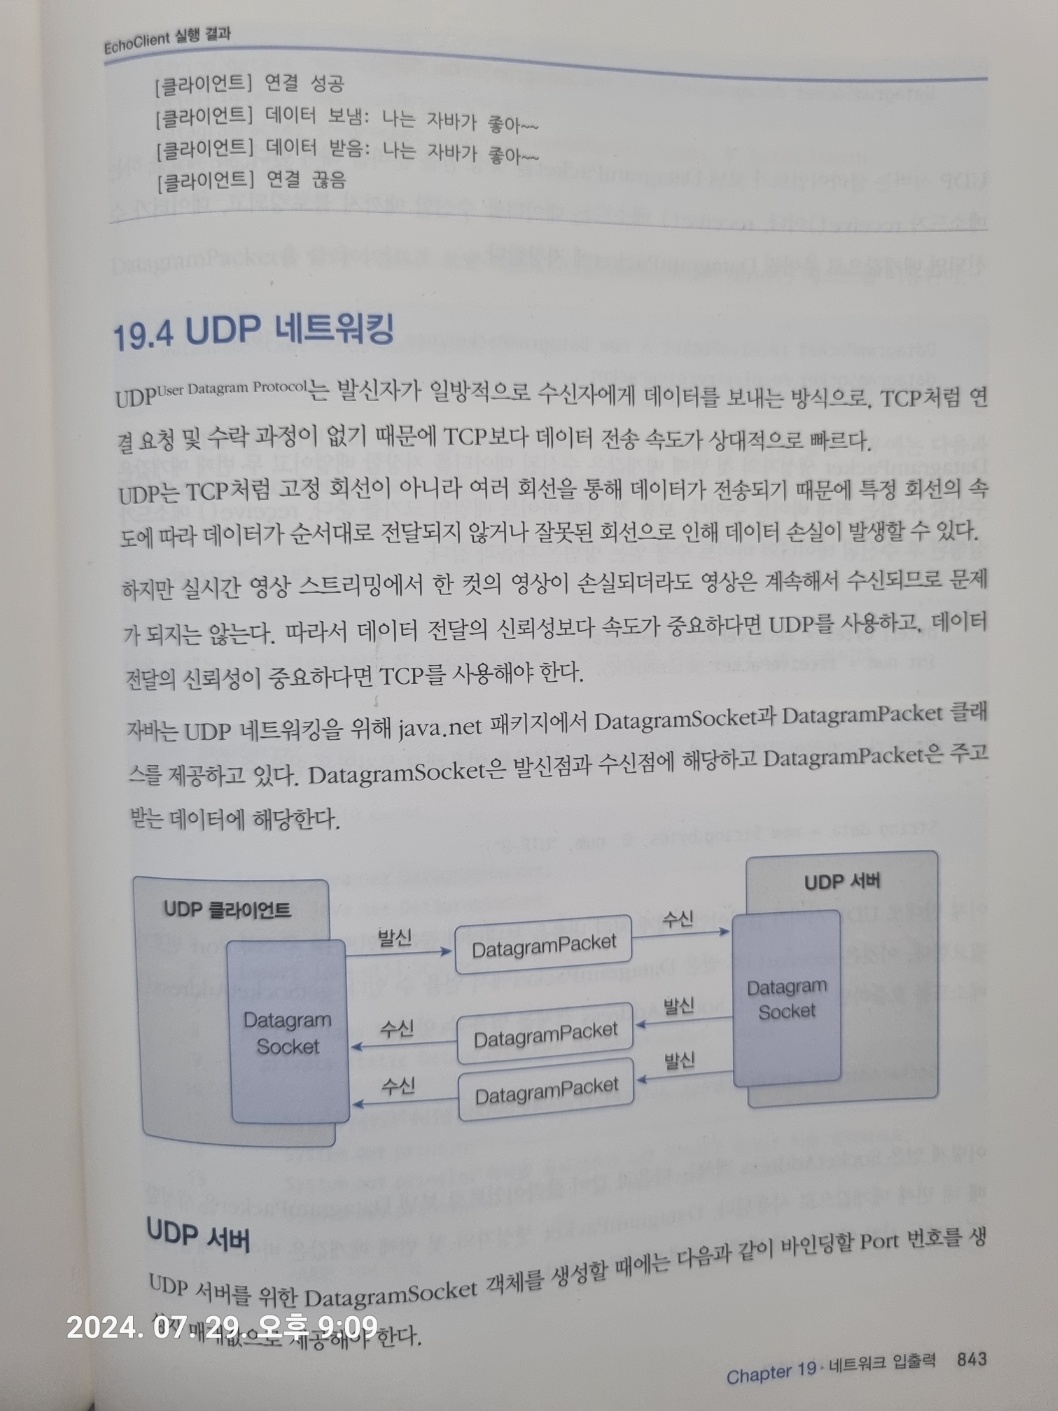 EchoClient 실행 결과
[클라이언트] 연결 성공
[클라이언트] 데이터 보냄: 나는 자바가 좋아~~
[클라이언트] 데이터 받음: 나는 자바가 좋아~~
[클라이언트] 연결 끊음
19.4 UDP 네트워킹
UDP User Datagram Protocol는 발신자가 일방적으로 수신자에게 데이터를 보내는 방식으로, TCP처럼 연
결 요청 및 수락 과정이 없기 때문에 TCP보다 데이터 전송 속도가 상대적으로 빠르다.
UDP는 TCP처럼 고정 회선이 아니라 여러 회선을 통해 데이터가 전송되기 때문에 특정 회선의 속
도에 따라 데이터가 순서대로 전달되지 않거나 잘못된 회선으로 인해 데이터 손실이 발생할 수 있다.
하지만 실시간 영상 스트리밍에서 한 컷의 영상이 손실되더라도 영상은 계속해서 수신되므로 문제
가 되지는 않는다. 따라서 데이터 전달의 신뢰성보다 속도가 중요하다면 UDP를 사용하고, 데이터
전달의 신뢰성이 중요하다면 TCP를 사용해야 한다.
자바는 UDP 네트워킹을 위해 java.net 패키지에서 DatagramSocket과 DatagramPacket 클래
스를 제공하고 있다. DatagramSocket은 발신점과 수신점에 해당하고 DatagramPacket은 주고
받는 데이터에 해당한다.
UDP 클라이언트
UDP 서버
발신
DatagramPacket
수신
Datagram
Socket
Datagram
Socket
수신
DatagramPacket
발신
수신
DatagramPacket
발신
UDP 서버
UDP 서버를 위한 DatagramSocket 객체를 생성할 때에는 다음과 같이 바인딩할 Port 번호를 생
성자 매개값으로 제공해야 한다.
2024. 07. 29. 오후 9:09
Chapter 19 · 네트워크 입출력 843